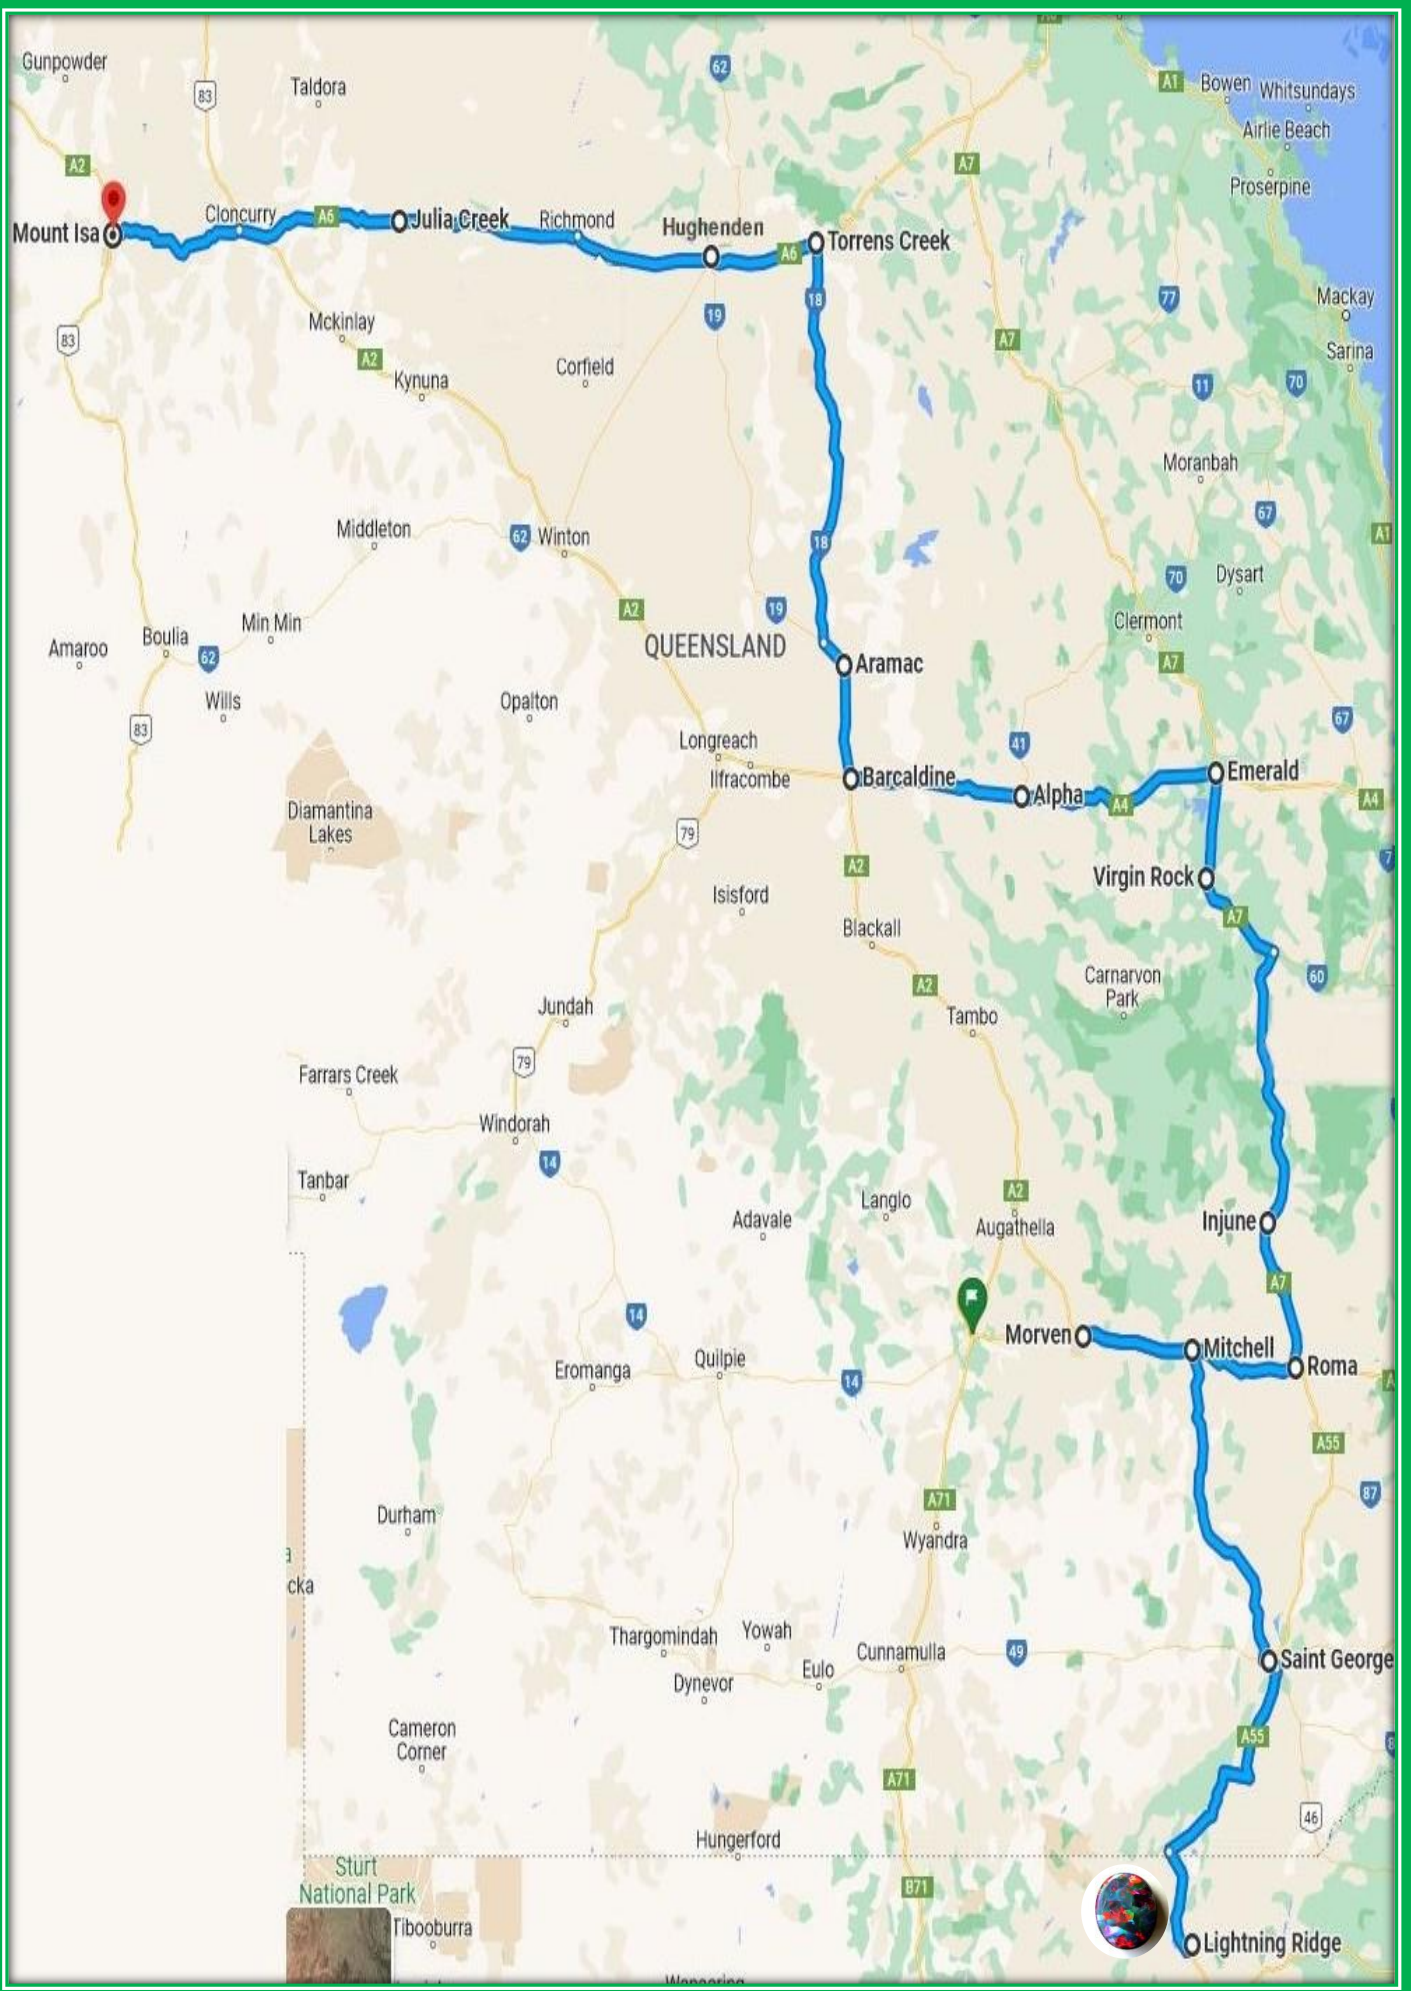 Gunpowder
83
Taldora
62
A1
Bowen
Whitsundays
Airlie Beach
Proserpine
A2
A7
Mount Isa
Cloncurry
A6
Julia Creek
Richmond
Hughenden
A6
Torrens Creek
18
19
77
Mackay
83
Mckinlay
A2
Kynuna
Corfield
A7
Sarina
11
70
Moranbah
67
Middleton
62
Winton
18
A1
70
Dysart
Min Min
A2
19
Clermont
Amaroo
Boulia
62
QUEENSLAND
Aramac
A7
Wills
83
Opalton
Longreach
Ilfracombe
41
67
Barcaldine
Alpha
A4
Emerald
A4
Diamantina
Lakes
79
A2
7
Virgin Rock
Isisford
Blackall
A7
Carnarvon
Park
60
A2
Jundah
Tambo
79
Farrars Creek
Windorah
14
Tanbar
A2
Langlo
Adavale
Augathella
Injune
A7
14
Morven
Mitchell
Roma
Eromanga
Quilpie
14
A
A55
87
A71
Durham
Wyandra
a
cka
Thargomindah
Yowah
Cunnamulla
49
Saint George
Dynevor
Eulo
Cameron
Corner
A55
8
A71
46
Hungerford
Sturt
National Park
B71
Tibooburra
Lightning Ridge